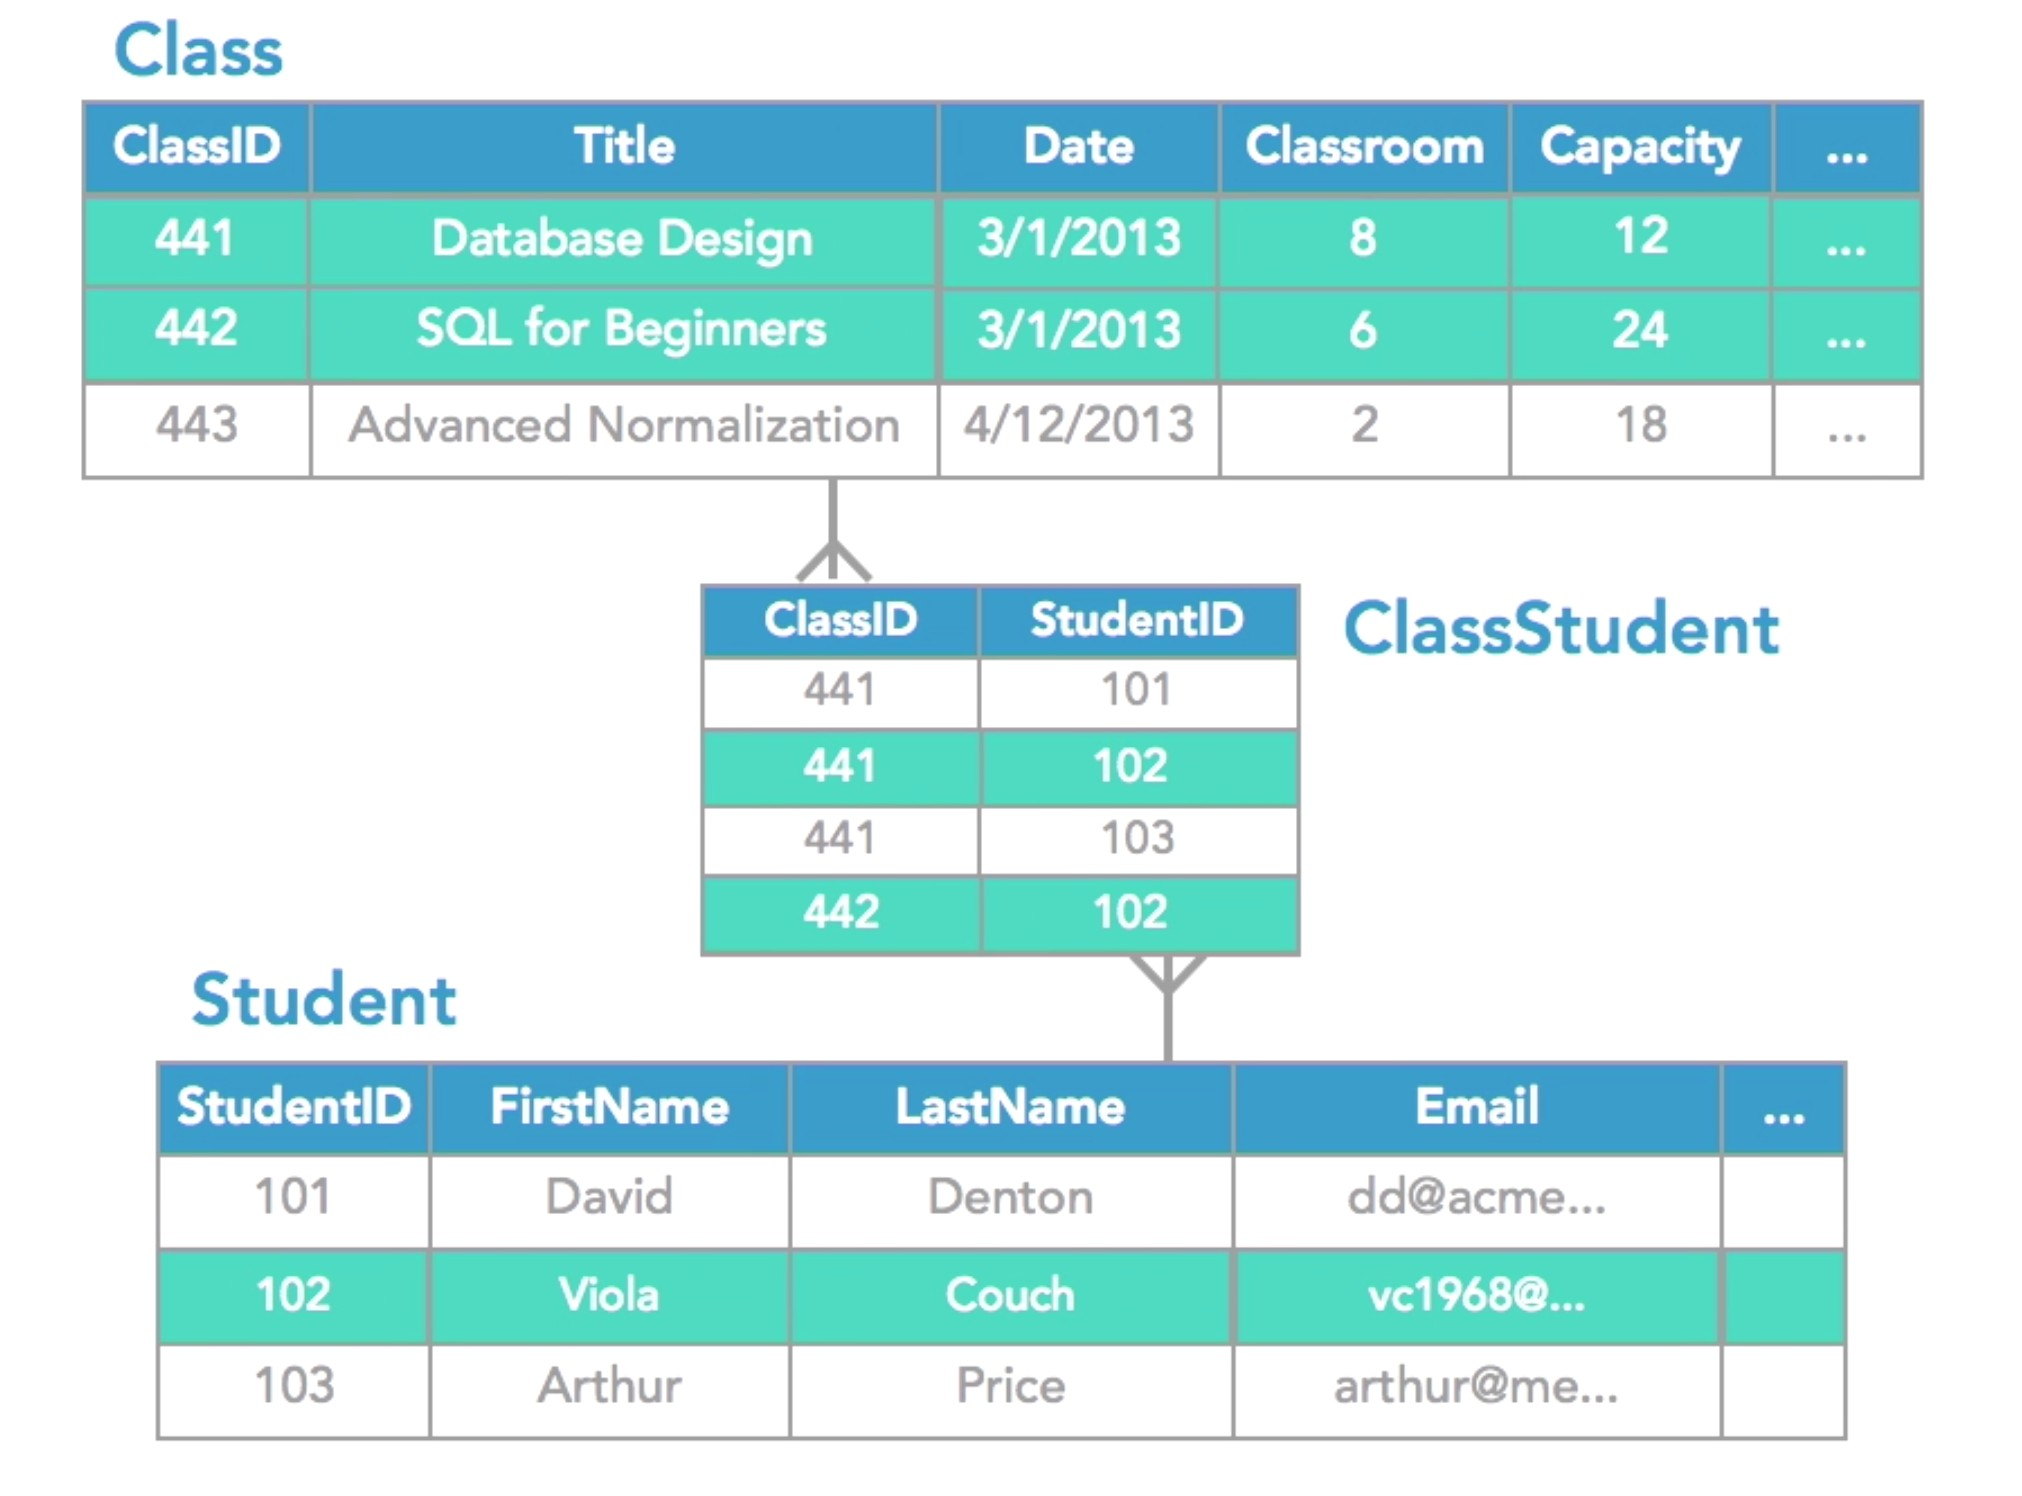 Class
ClassID Title Date Classroom Capacity ...
441 Database Design 3/1/2013 8 12 ...
442 SQL for Beginners 3/1/2013 6 24 ...
443 Advanced Normalization 4/12/2013 2 18 ...
ClassID StudentID
ClassStudent
441 101
441 102
441 103
442 102
Student
StudentID FirstName LastName Email ...
101 David Denton dd@acme...
102 Viola Couch vc1968@...
103 Arthur Price arthur@me...